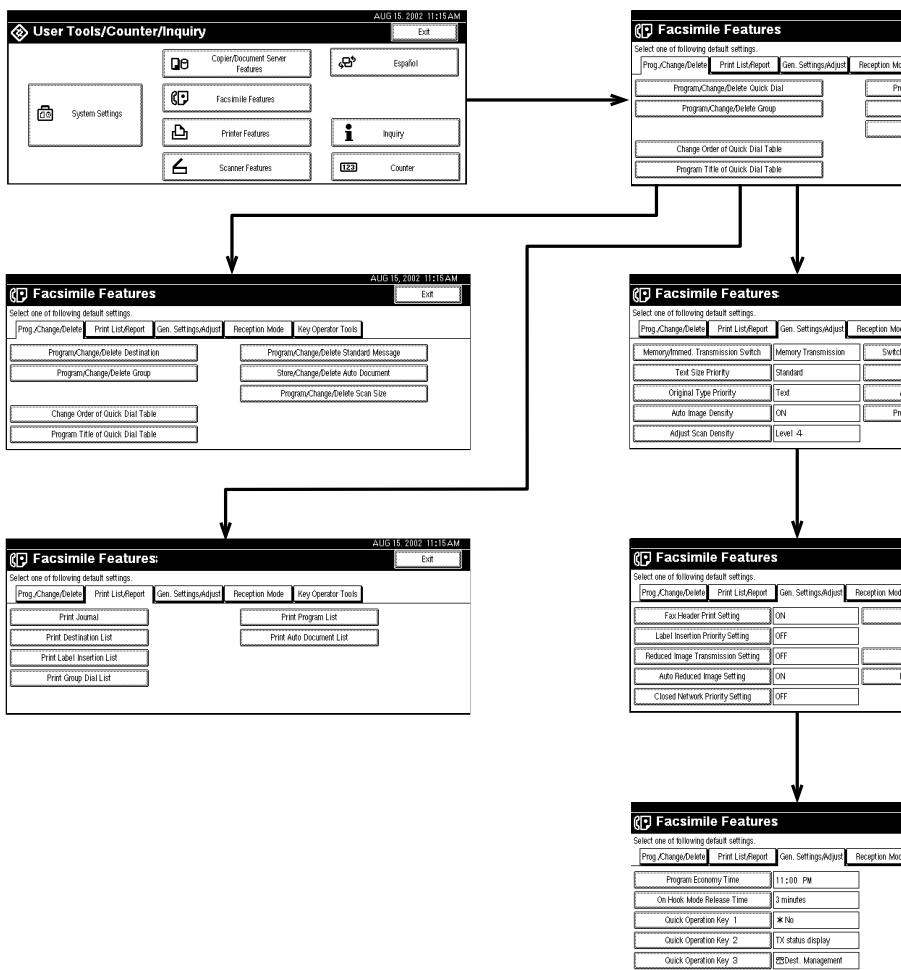 AUG 15. 2002 11:15AM
User Tools/Counter/Inquiry
Exit
Copier/Document Server
Features
Español
System Settings
Facsimile Features
Printer Features
Inquiry
Scanner Features
123
Counter
Facsimile Features
Select one of following default settings.
Prog./Change/Delete
Print List/Report
Gen. Settings/Adjust
Reception Mo
Program/Change/Delete Quick Dial
Program/Change/Delete Group
Change Order of Quick Dial Table
Program Title of Quick Dial Table
AUG 15, 2002 11:15AM
Facsimile Features
Exit
Select one of following default settings.
Prog./Change/Delete
Print List/Report
Gen. Settings/Adjust
Reception Mode
Key Operator Tools
Program/Change/Delete Destination
Program/Change/Delete Standard Message
Program/Change/Delete Group
Store/Change/Delete Auto Document
Program/Change/Delete Scan Size
Change Order of Quick Dial Table
Program Title of Quick Dial Table
Facsimile Features
Select one of following default settings.
Prog./Change/Delete
Print List/Report
Gen. Settings/Adjust
Reception Mod
Memory/Immed. Transmission Switch
Memory Transmission
Switch
Text Size Priority
Standard
Original Type Priority
Text
Auto Image Density
ON
Adjust Scan Density
Level 4
AUG 15. 2002 11:15AM
Facsimile Features
Exit
Select one of following default settings.
Prog./Change/Delete
Print List/Report
Gen. Settings/Adjust
Reception Mode
Key Operator Tools
Print Journal
Print Program List
Print Destination List
Print Auto Document List
Print Label Insertion List
Print Group Dial List
Facsimile Features
Select one of following default settings.
Prog./Change/Delete
Print List/Report
Gen. Settings/Adjust
Reception Mod
Fax Header Print Setting
ON
Label Insertion Priority Setting
OFF
Reduced Image Transmission Setting
OFF
Auto Reduced Image Setting
ON
Closed Network Priority Setting
OFF
Facsimile Features
Select one of following default settings.
Prog./Change/Delete
Print List/Report
Gen. Settings/Adjust
Reception Mod
Program Economy Time
11:00 PM
On Hook Mode Release Time
3 minutes
Quick Operation Key 1
*No
Quick Operation Key 2
TX status display
Quick Operation Key 3
Dest. Management